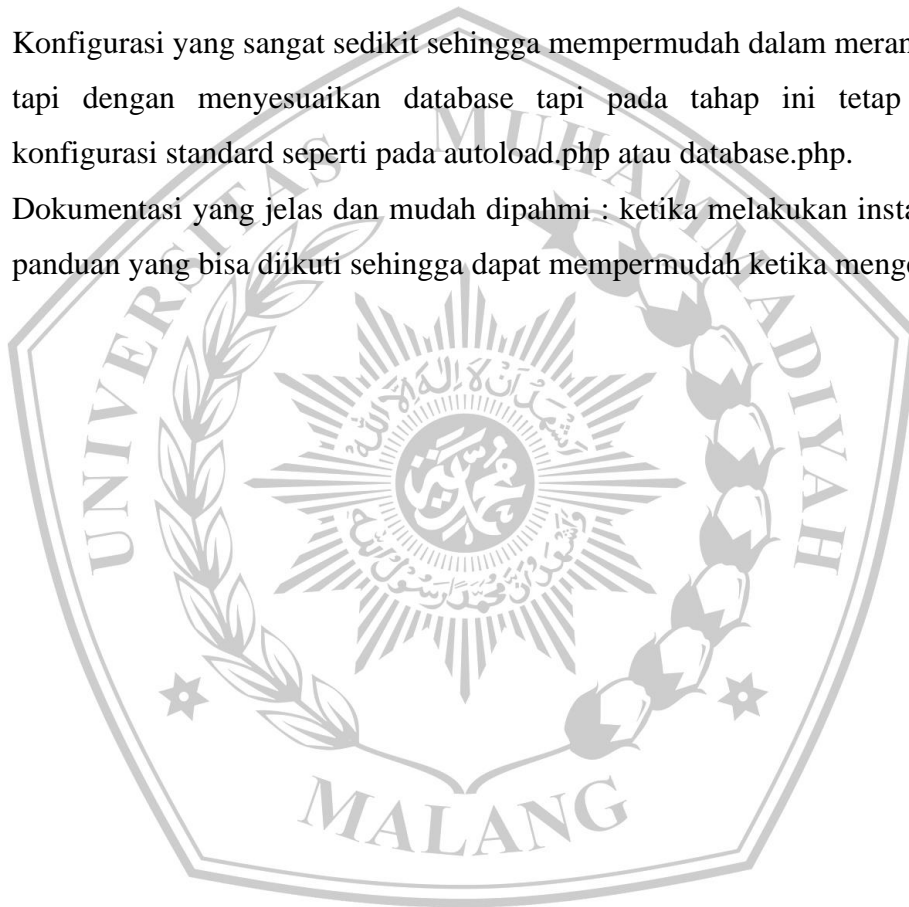 Konfigurasi yang sangat sedikit sehingga mempermudah dalam
tapi dengan menyesuaikan database tapi pada tahap ini tetap
konfigurasi standard seperti pada autoload.php atau database.php.
Dokumentasi yang jelas dan mudah dipahmi : ketika melakukan
panduan yang bisa diikuti sehingga dapat mempermudah ketika
UNIVERSITAS MUHAMMADIYAH
MALANG